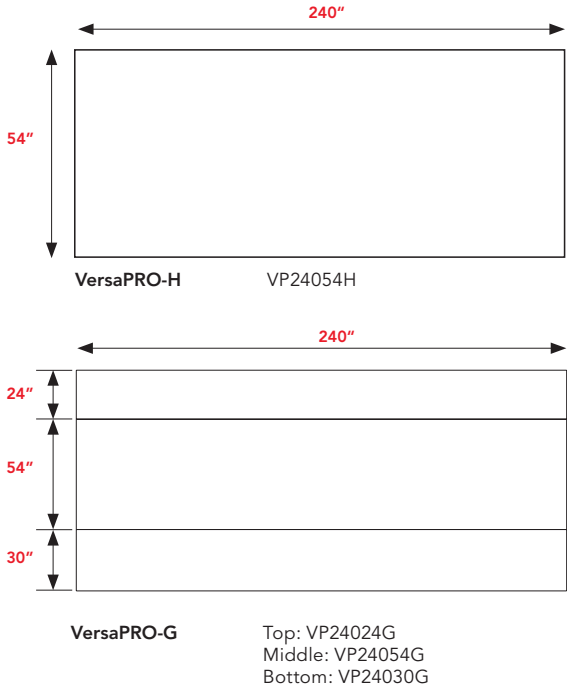 240“
54”
VersaPRO-H VP24054H
240“
24”
54”
30”
VersaPRO-G Top: VP24024G
Middle: VP24054G
Bottom: VP24030G